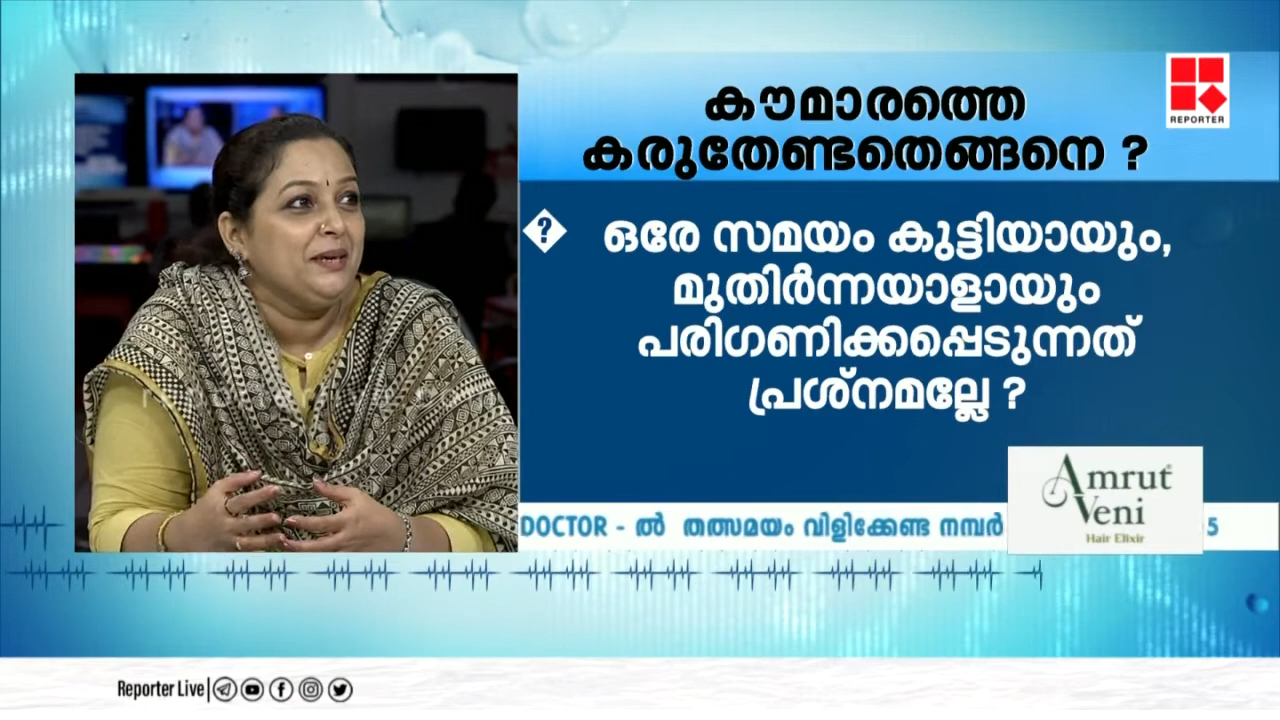 കൗമാരത്തെ
കരുതേണ്ടതെങ്ങനെ ?
REPORTER
?
ഒരേ സമയം കുട്ടിയായും,
മുതിർന്നയാളായും
പരിഗണിക്കപ്പെടുന്നത്
പ്രശ്നമല്ലേ ?
Amrut
Veni
Hair Elixir
DOCTOR - ൽ തത്സമയം വിളിക്കേണ്ട നമ്പർ 5
Reporter Live